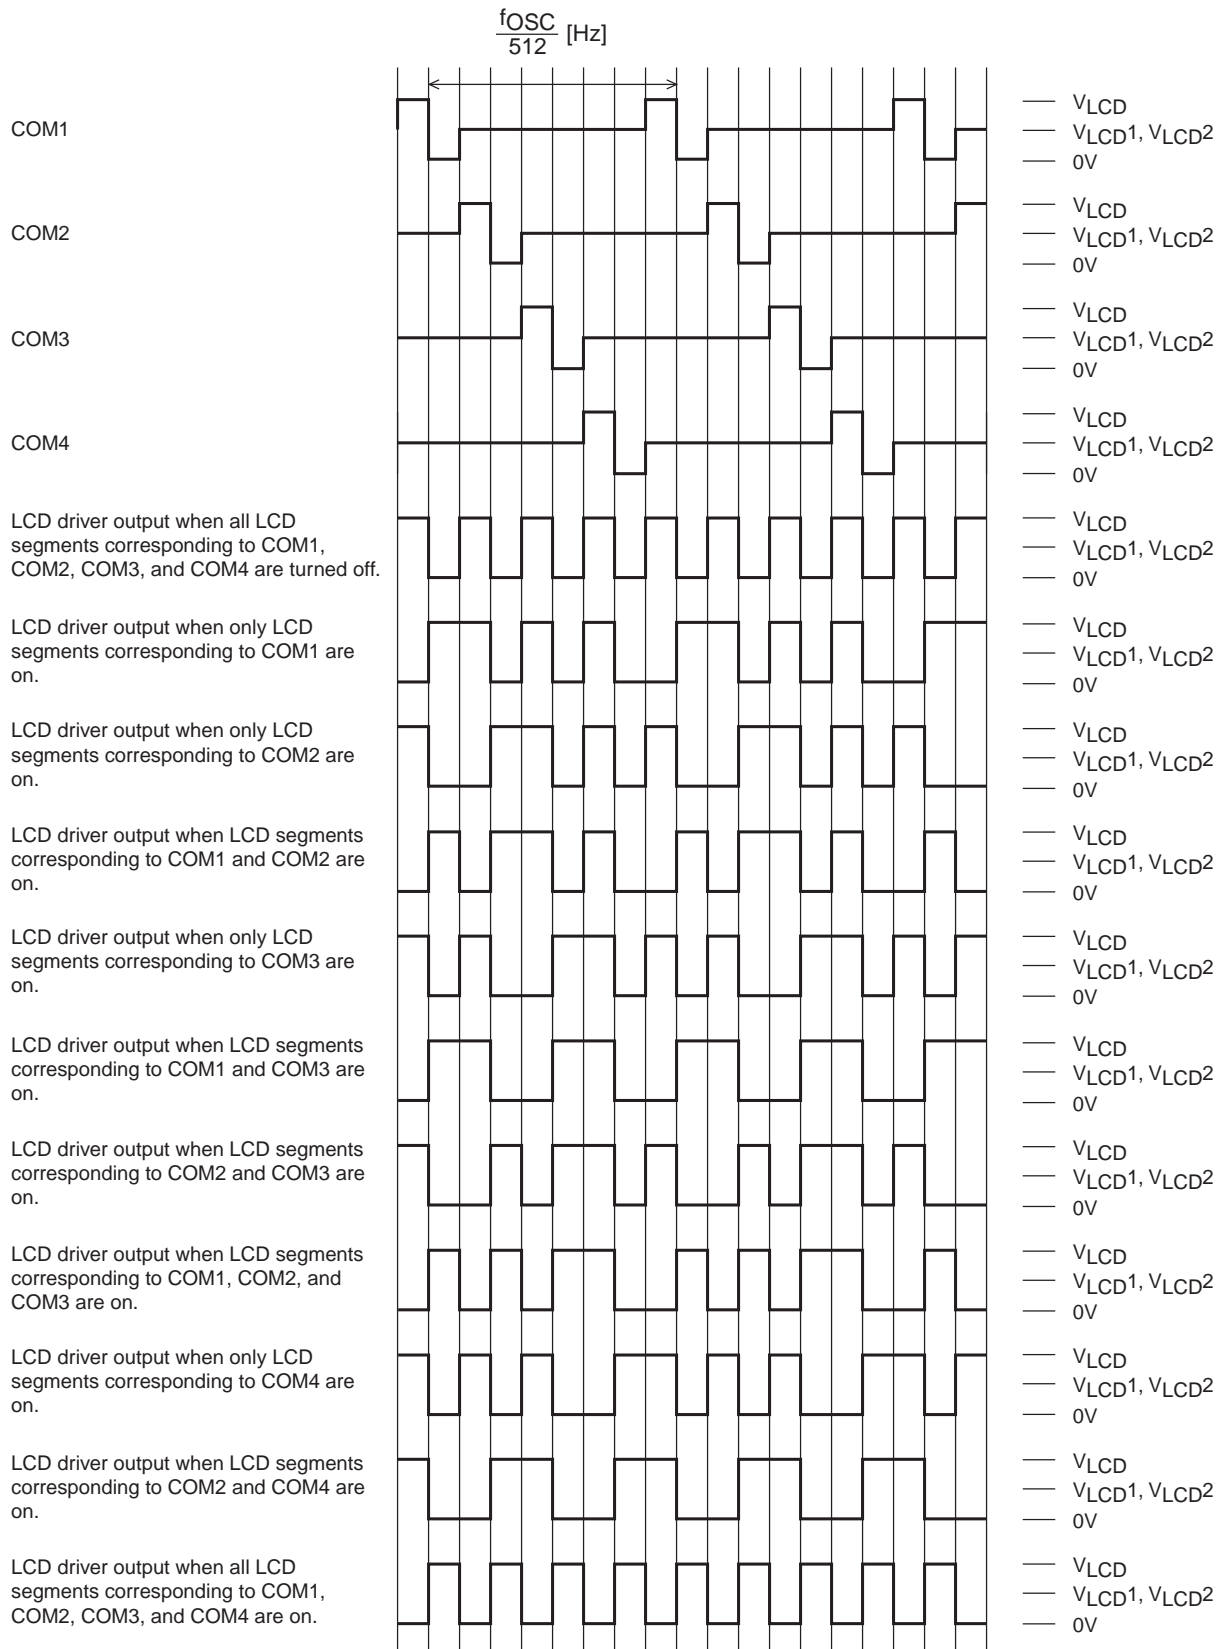 fOSC
512 [Hz]
COM1
VLCD
VLCD1, VLCD2
0V
COM2
VLCD
VLCD1, VLCD2
0V
COM3
VLCD
VLCD1, VLCD2
0V
COM4
VLCD
VLCD1, VLCD2
0V
LCD driver output when all LCD
segments corresponding to COM1,
COM2, COM3, and COM4 are turned off.
VLCD
VLCD1, VLCD2
0V
LCD driver output when only LCD
segments corresponding to COM1 are
on.
VLCD
VLCD1, VLCD2
0V
LCD driver output when only LCD
segments corresponding to COM2 are
on.
VLCD
VLCD1, VLCD2
0V
LCD driver output when LCD segments
corresponding to COM1 and COM2 are
on.
VLCD
VLCD1, VLCD2
0V
LCD driver output when only LCD
segments corresponding to COM3 are
on.
VLCD
VLCD1, VLCD2
0V
LCD driver output when LCD segments
corresponding to COM1 and COM3 are
on.
VLCD
VLCD1, VLCD2
0V
LCD driver output when LCD segments
corresponding to COM2 and COM3 are
on.
VLCD
VLCD1, VLCD2
0V
LCD driver output when LCD segments
corresponding to COM1, COM2, and
COM3 are on.
VLCD
VLCD1, VLCD2
0V
LCD driver output when only LCD
segments corresponding to COM4 are
on.
VLCD
VLCD1, VLCD2
0V
LCD driver output when LCD segments
corresponding to COM2 and COM4 are
on.
VLCD
VLCD1, VLCD2
0V
LCD driver output when all LCD
segments corresponding to COM1,
COM2, COM3, and COM4 are on.
VLCD
VLCD1, VLCD2
0V